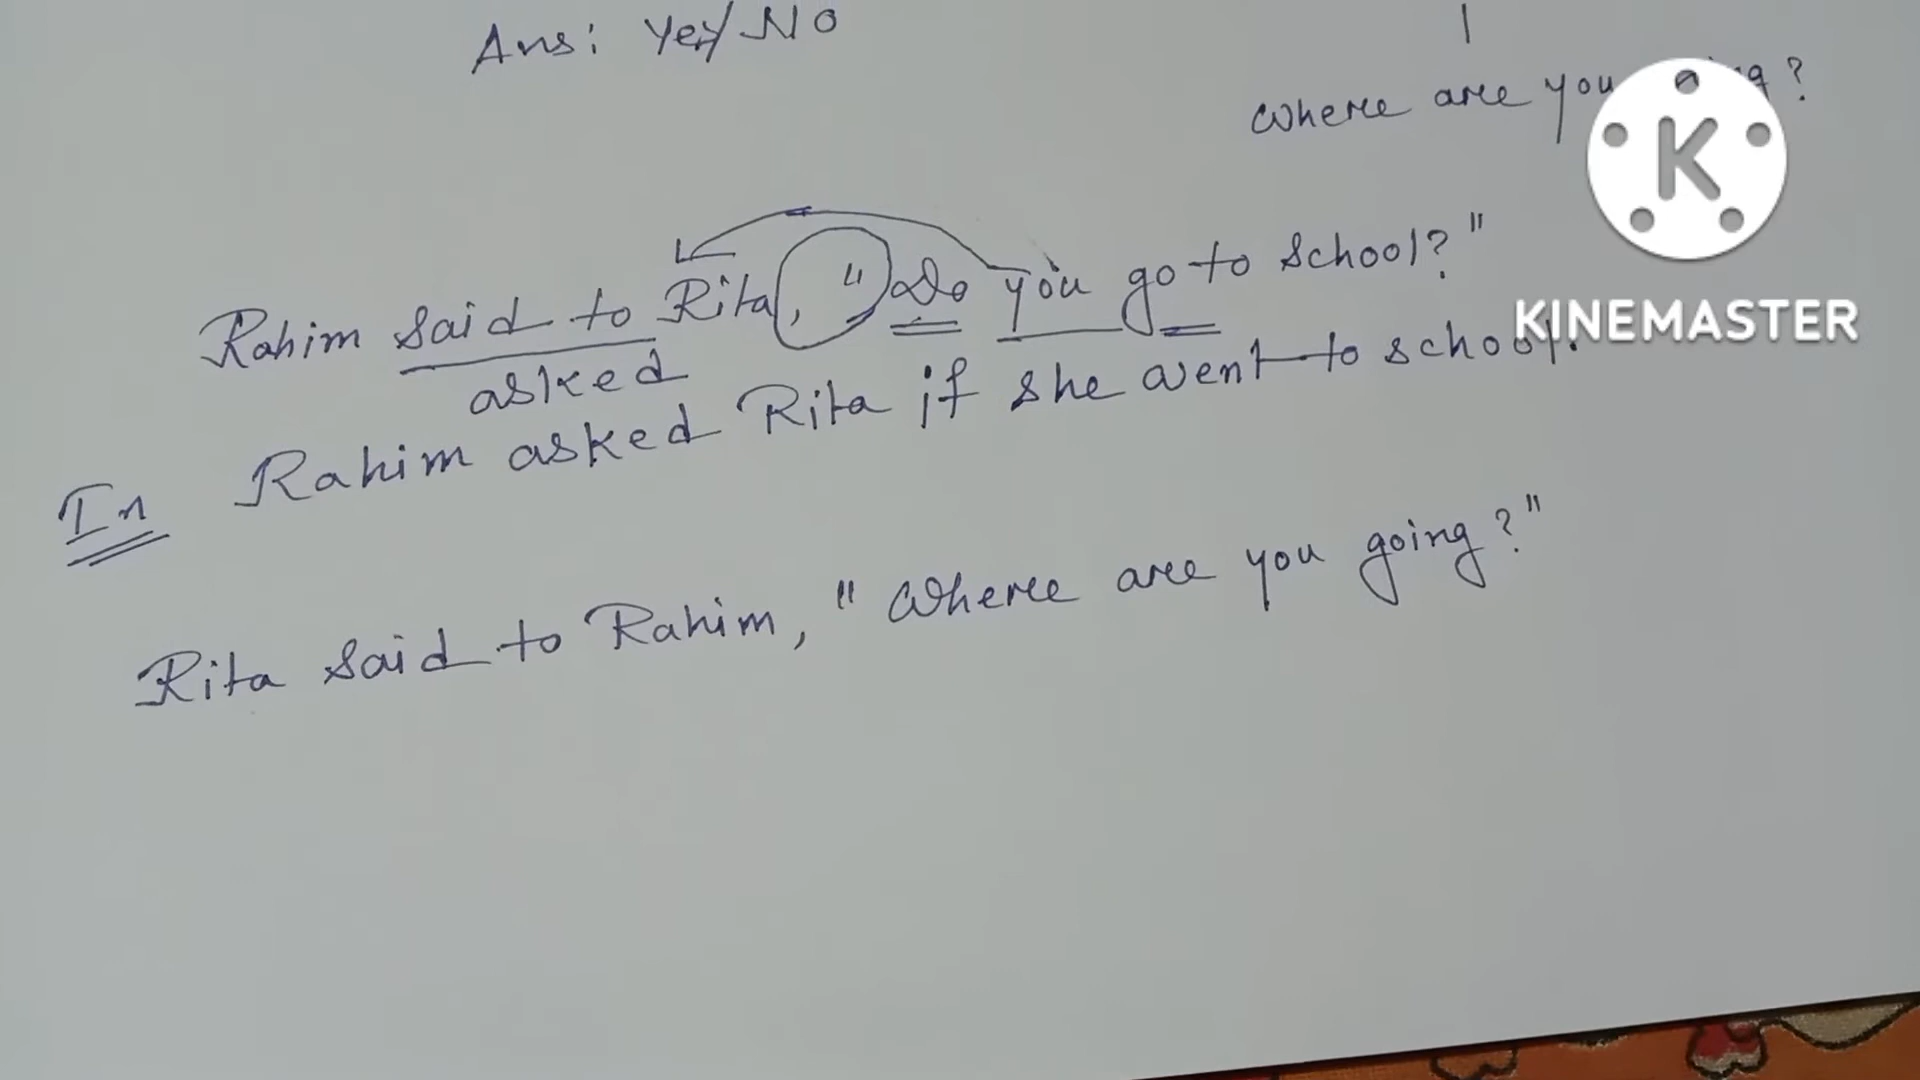 Ans: Yes/No
Where are you
Rahim said to Rita, "Do you go to school?"
asked
In Rahim asked Rita if she went to school.
Rita said to Rahim, "Where are you going?"
K
KINEMASTER